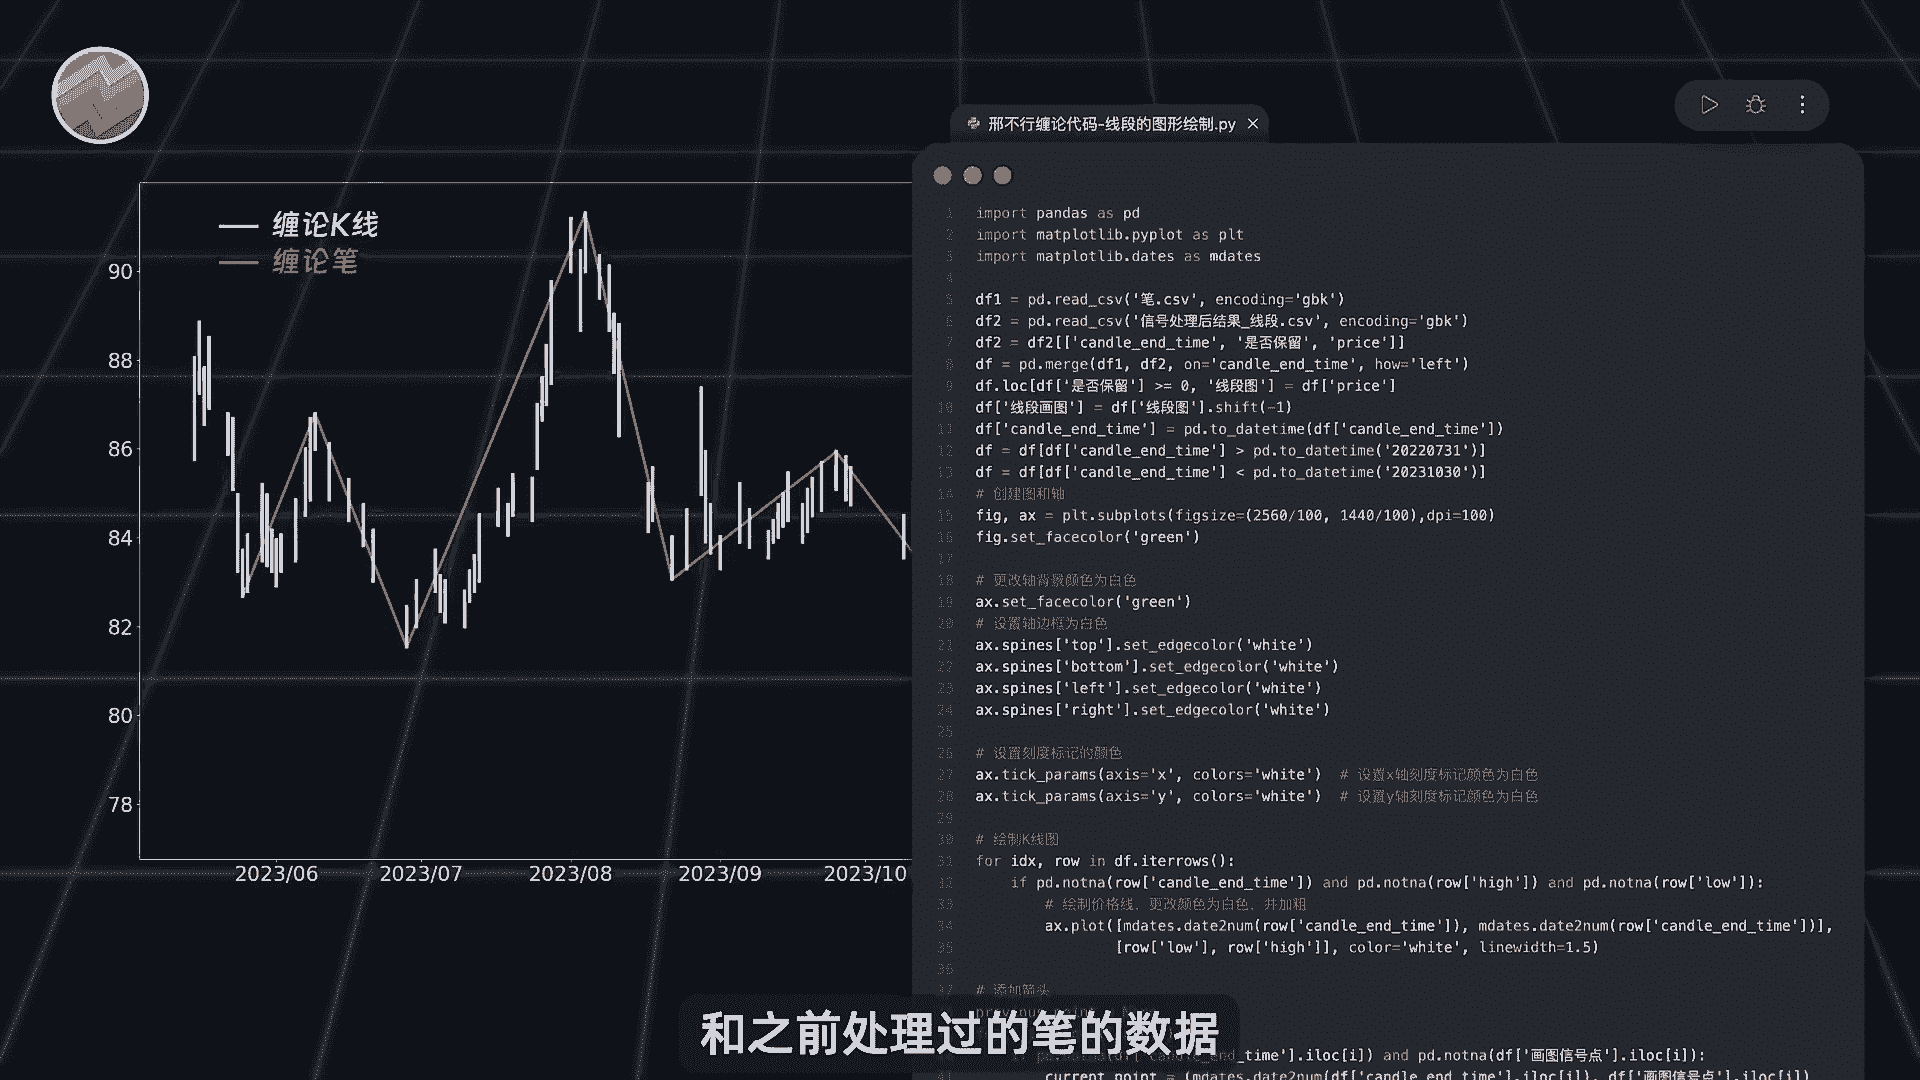 缠论K线
缠论笔
90
88
86
84
82
80
78
2023/06 2023/07 2023/08 2023/09 2023/10
邢不行缠论代码-线段的图形绘制.py
1 import pandas as pd
2 import matplotlib.pyplot as plt
3 import matplotlib.dates as mdates
4
5 df1 = pd.read_csv('笔.csv', encoding='gbk')
6 df2 = pd.read_csv('信号处理后结果_线段.csv', encoding='gbk')
7 df2 = df2[['candle_end_time', '是否保留', 'price']]
8 df = pd.merge(df1, df2, on='candle_end_time', how='left')
9 df.loc[df['是否保留'] >= 0, '线段图'] = df['price']
10 df['线段画图'] = df['线段图'].shift(-1)
11 df['candle_end_time'] = pd.to_datetime(df['candle_end_time'])
12 df = df[df['candle_end_time'] > pd.to_datetime('20220731')]
13 df = df[df['candle_end_time'] < pd.to_datetime('20231030')]
14 # 创建图和轴
15 fig, ax = plt.subplots(figsize=(2560/100, 1440/100),dpi=100)
16 fig.set_facecolor('green')
17
18 # 更改轴背景颜色为白色
19 ax.set_facecolor('green')
20 # 设置轴边框为白色
21 ax.spines['top'].set_edgecolor('white')
22 ax.spines['bottom'].set_edgecolor('white')
23 ax.spines['left'].set_edgecolor('white')
24 ax.spines['right'].set_edgecolor('white')
25
26 # 设置刻度标记的颜色
27 ax.tick_params(axis='x', colors='white') # 设置x轴刻度标记颜色为白色
28 ax.tick_params(axis='y', colors='white') # 设置y轴刻度标记颜色为白色
29
30 # 绘制K线图
31 for idx, row in df.iterrows():
32 if pd.notna(row['candle_end_time']) and pd.notna(row['high']) and pd.notna(row['low']):
33 # 绘制价格线，更改颜色为白色，并加粗
34 ax.plot([mdates.date2num(row['candle_end_time']), mdates.date2num(row['candle_end_time'])],
35 [row['low'], row['high']], color='white', linewidth=1.5)
36
37 # 添加箭头
_end_time'].iloc[i]) and pd.notna(df['画图信号点'].iloc[i]):
current_point = (mdates.date2num(df['candle_end_time'].iloc[i]), df['画图信号点'].iloc[i])
和之前处理过的笔的数据